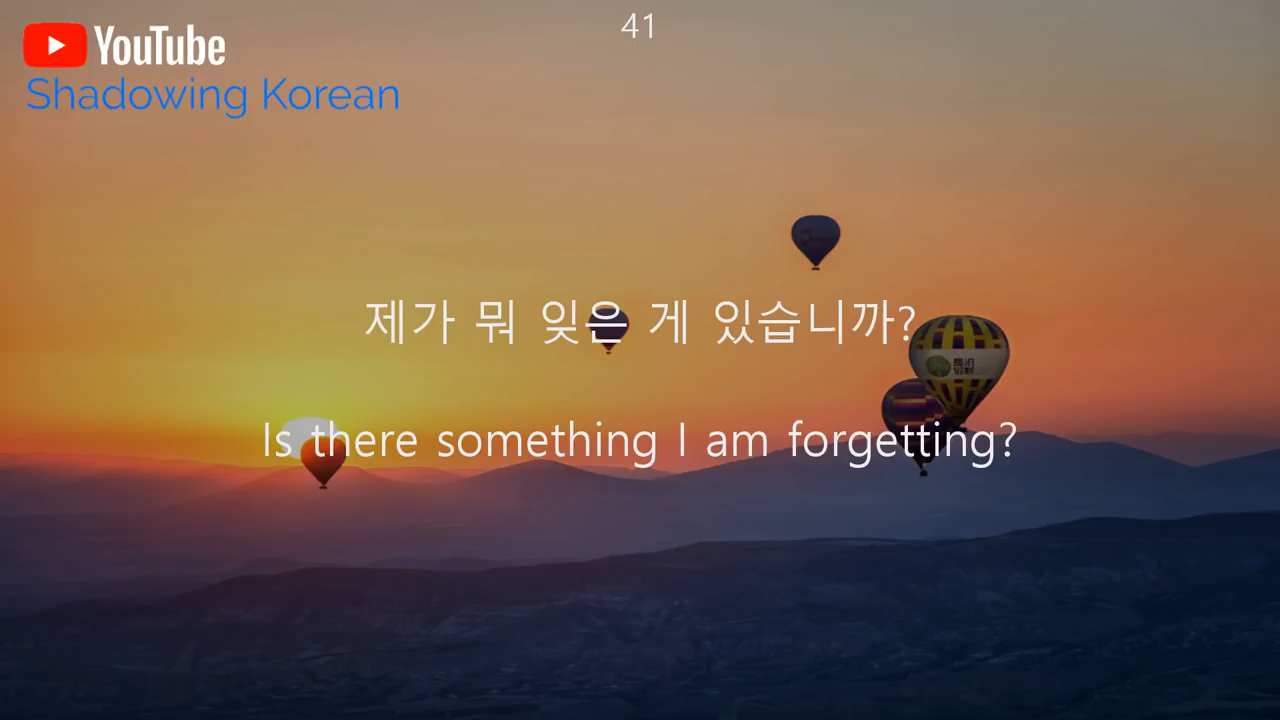 41
YouTube
Shadowing Korean
제가 뭐 잊은 게 있습니까?
Is there something I am forgetting?